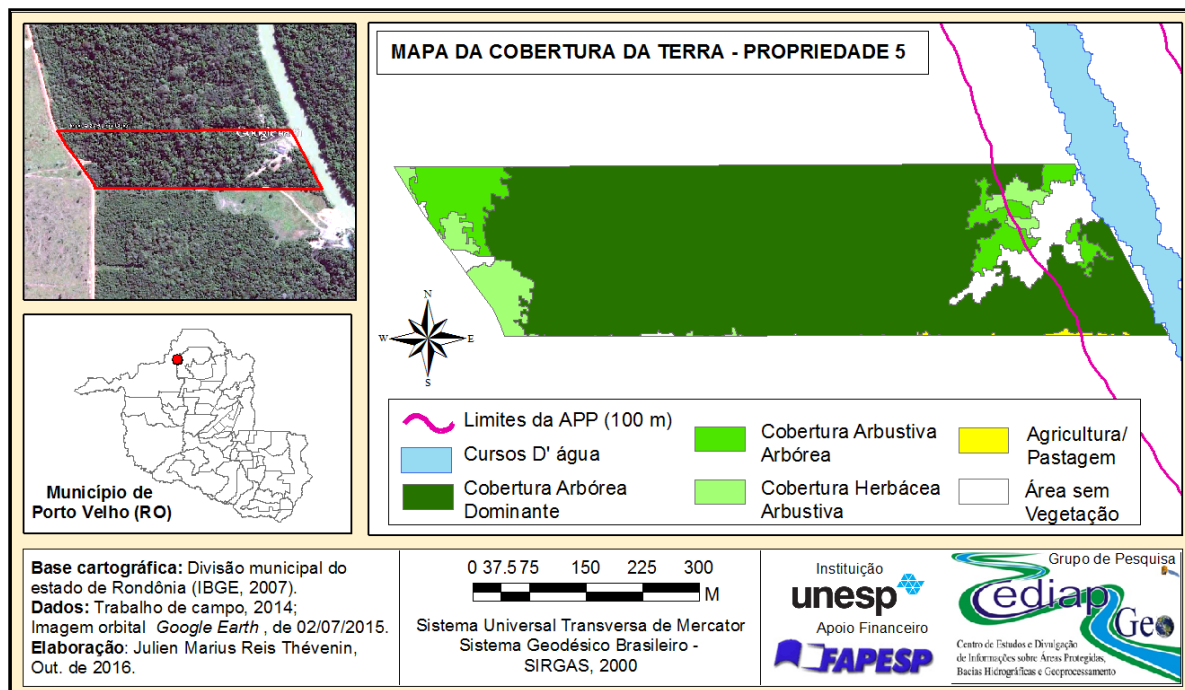 MAPA DA COBERTURA DA TERRA - PROPRIEDADE 5
N
W
E
S
Limites da APP (100 m)
Cursos D' água
Cobertura Arbórea
Dominante
Cobertura Arbustiva
Arbórea
Cobertura Herbácea
Arbustiva
Agricultura/
Pastagem
Área sem
Vegetação
Município de
Porto Velho (RO)
Base cartográfica: Divisão municipal do
estado de Rondônia (IBGE, 2007).
Dados: Trabalho de campo, 2014;
Imagem orbital Google Earth , de 02/07/2015.
Elaboração: Julien Marius Reis Thévenin,
Out. de 2016.
0 37,575 150 225 300
M
Sistema Universal Transversa de Mercator
Sistema Geodésico Brasileiro -
SIRGAS, 2000
Instituição
unesp
Apoio Financeiro
FAPESP
Grupo de Pesquisa
Cediap
Geo
Centro de Estudos e Divulgação
de Informações sobre Áreas Protegidas,
Bacias Hidrográficas e Geoprocessamento